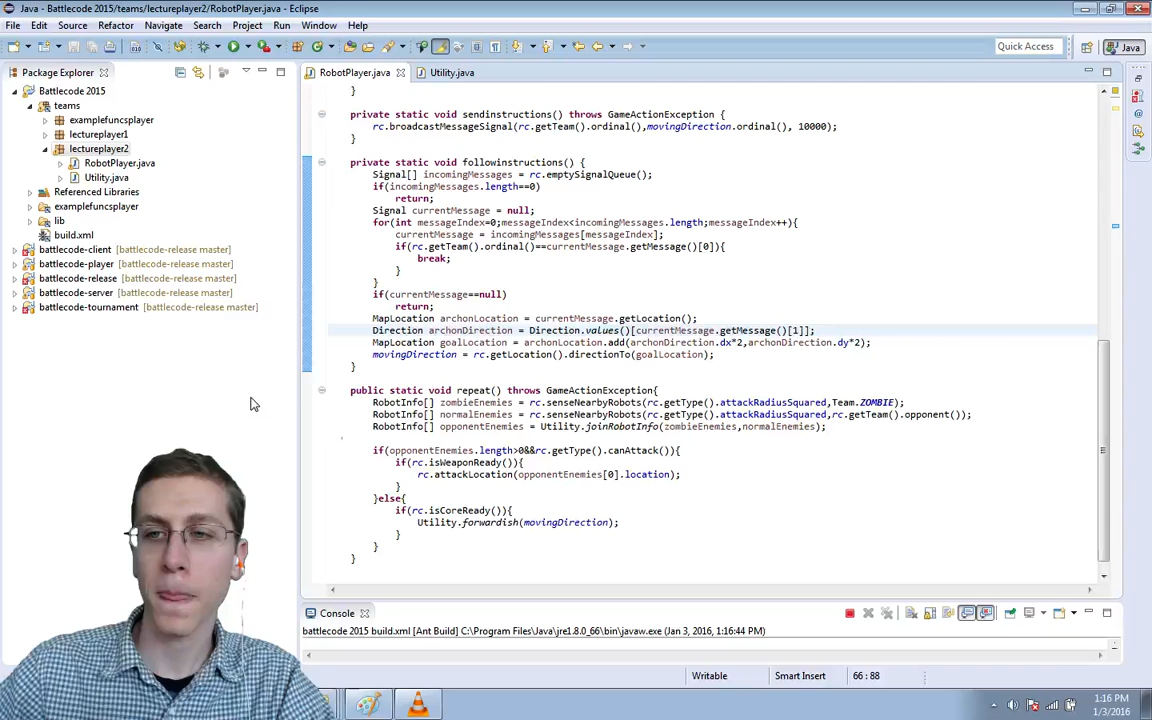 Java - Battlecode 2015/teams/lectureplayer2/RobotPlayer.java - Eclipse
File Edit Source Refactor Navigate Search Project Run Window Help
Quick Access
Java
Package Explorer
RobotPlayer.java
Utility.java
Battlecode 2015
teams
examplefuncsplayer
lectureplayer1
lectureplayer2
RobotPlayer.java
Utility.java
Referenced Libraries
examplefuncsplayer
lib
build.xml
battlecode-client [battlecode-release master]
battlecode-player [battlecode-release master]
battlecode-release [battlecode-release master]
battlecode-server [battlecode-release master]
battlecode-tournament [battlecode-release master]
}
private static void sendinstructions() throws GameActionException {
rc.broadcastMessageSignal(rc.getTeam().ordinal(),movingDirection.ordinal(), 10000);
}
private static void followinstructions() {
Signal[] incomingMessages = rc.emptySignalQueue();
if(incomingMessages.length==0)
return;
Signal currentMessage = null;
for(int messageIndex=0;messageIndex<incomingMessages.length;messageIndex++){
currentMessage = incomingMessages[messageIndex];
if(rc.getTeam().ordinal()==currentMessage.getMessage()[0]){
break;
}
}
if(currentMessage==null)
return;
MapLocation archonLocation = currentMessage.getLocation();
Direction archonDirection = Direction.values()[currentMessage.getMessage()[1]];
MapLocation goalLocation = archonLocation.add(archonDirection.dx*2,archonDirection.dy*2);
movingDirection = rc.getLocation().directionTo(goalLocation);
}
public static void repeat() throws GameActionException{
RobotInfo[] zombieEnemies = rc.senseNearbyRobots(rc.getType().attackRadiusSquared,Team.ZOMBIE);
RobotInfo[] normalEnemies = rc.senseNearbyRobots(rc.getType().attackRadiusSquared,rc.getTeam().opponent());
RobotInfo[] opponentEnemies = Utility.joinRobotInfo(zombieEnemies,normalEnemies);
if(opponentEnemies.length>0&&rc.getType().canAttack()){
if(rc.isWeaponReady()){
rc.attackLocation(opponentEnemies[0].location);
}
}else{
if(rc.isCoreReady()){
Utility.forwardish(movingDirection);
}
}
}
Console
battlecode 2015 build.xml [Ant Build] C:\Program Files\Java\jre1.8.0_66\bin\javaw.exe (Jan 3, 2016, 1:16:44 PM)
Writable
Smart Insert
66 : 88
1:16 PM
1/3/2016